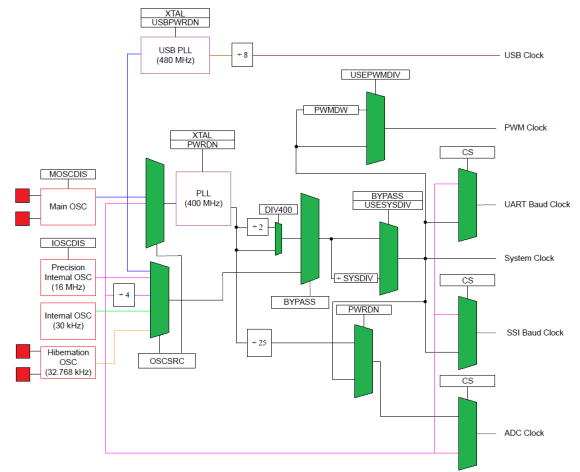 XTAL
USBPWRDN
USB PLL
(480 MHz)
÷ 8
USB Clock
USEPWMDIV
PWMDW
PWM Clock
XTAL
PWRDN
CS
MOSCDIS
Main OSC
PLL
(400 MHz)
UART Baud Clock
DIV400
BYPASS
USESYSDIV
÷ 2
IOSCDIS
Precision
Internal OSC
(16 MHz)
System Clock
÷ SYSDIV
CS
÷ 4
BYPASS
Internal OSC
(30 kHz)
PWRDN
SSI Baud Clock
Hibernation
OSC
(32.768 kHz)
OSCSRC
÷ 25
CS
ADC Clock